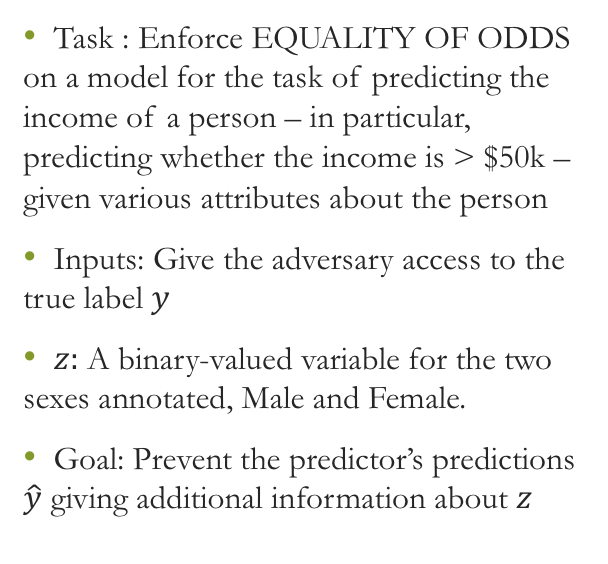 • Task : Enforce EQUALITY OF ODDS
on a model for the task of predicting the
income of a person – in particular,
predicting whether the income is > $50k –
given various attributes about the person
• Inputs: Give the adversary access to the
true label y
• z: A binary-valued variable for the two
sexes annotated, Male and Female.
• Goal: Prevent the predictor’s predictions
ŷ giving additional information about z